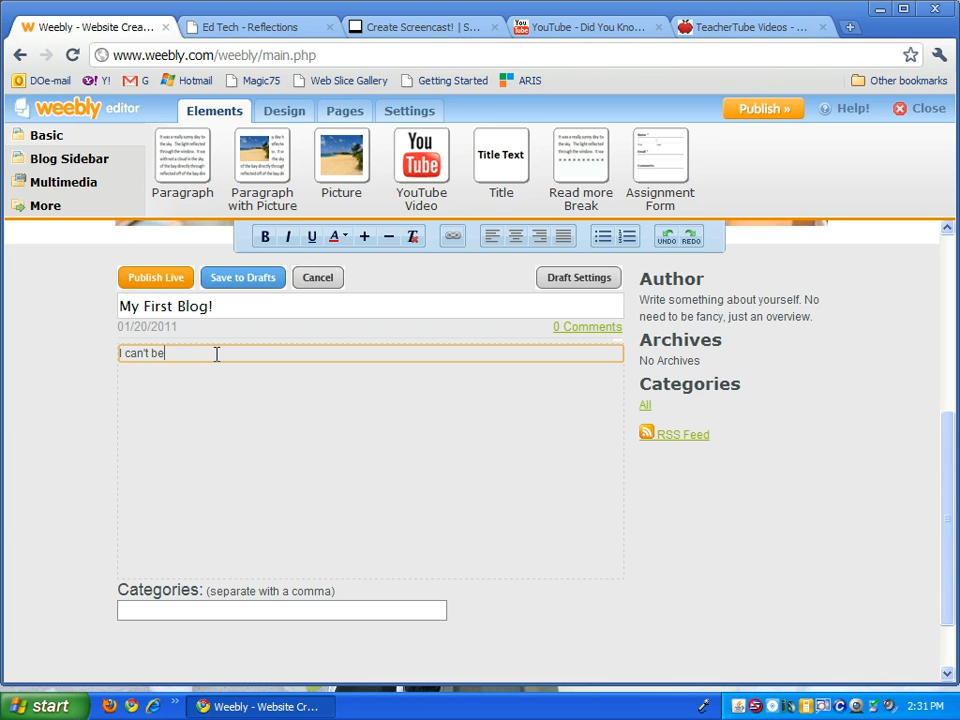 Weebly - Website Crea...
Ed Tech - Reflections
Create Screencast! | S...
YouTube - Did You Kno...
TeacherTube Videos - ...
www.weebly.com/weebly/main.php
DOe-mail
Y!
G
Hotmail
Magic75
Web Slice Gallery
Getting Started
ARIS
Other bookmarks
weebly editor
Elements
Design
Pages
Settings
Publish »
Help!
Close
Basic
Blog Sidebar
Multimedia
More
You Tube
Title Text
Paragraph
Paragraph with Picture
Picture
YouTube Video
Title
Read more Break
Assignment Form
B I U A + − T
UNDO REDO
Publish Live
Save to Drafts
Cancel
Draft Settings
My First Blog!
01/20/2011
0 Comments
I can't be
Categories: (separate with a comma)
Author
Write something about yourself. No
need to be fancy, just an overview.
Archives
No Archives
Categories
All
RSS Feed
start
Weebly - Website Cr...
2:31 PM